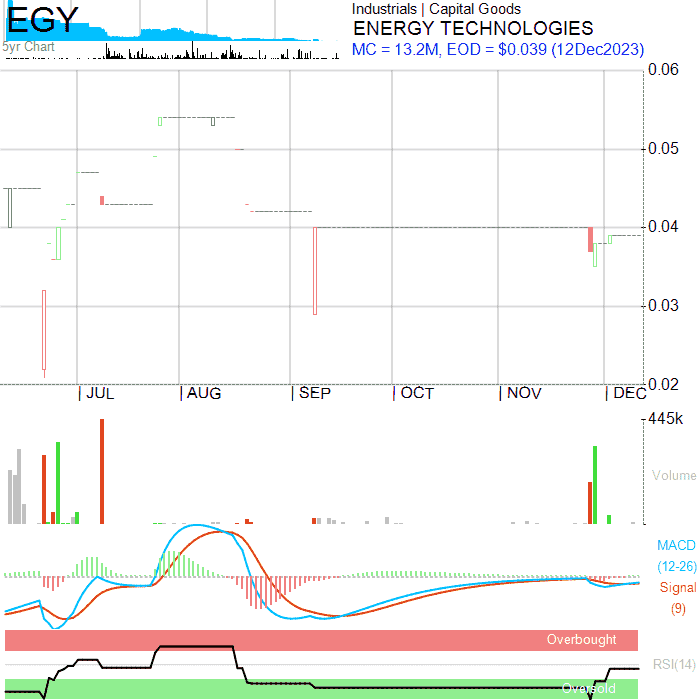 EGY
5yr Chart
Industrials | Capital Goods
ENERGY TECHNOLOGIES
MC = 13.2M, EOD = $0.039 (12Dec2023)
0.06
0.05
0.04
0.03
0.02
| JUL | AUG | SEP | OCT | NOV | DEC
445k
Volume
MACD
(12-26)
Signal
(9)
Overbought
RSI(14)
Oversold